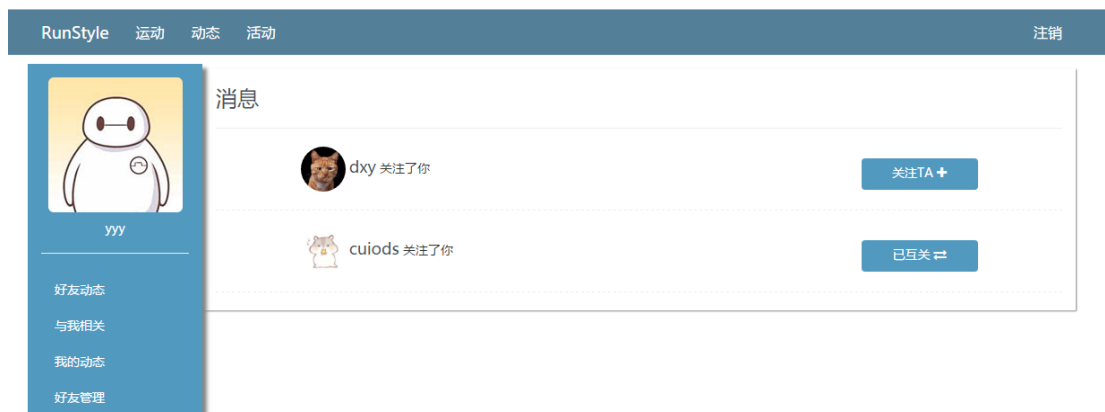 RunStyle 运动 动态 活动 注销
yyy
好友动态
与我相关
我的动态
好友管理
消息
dxy 关注了你 关注TA
cuiods 关注了你 已互关